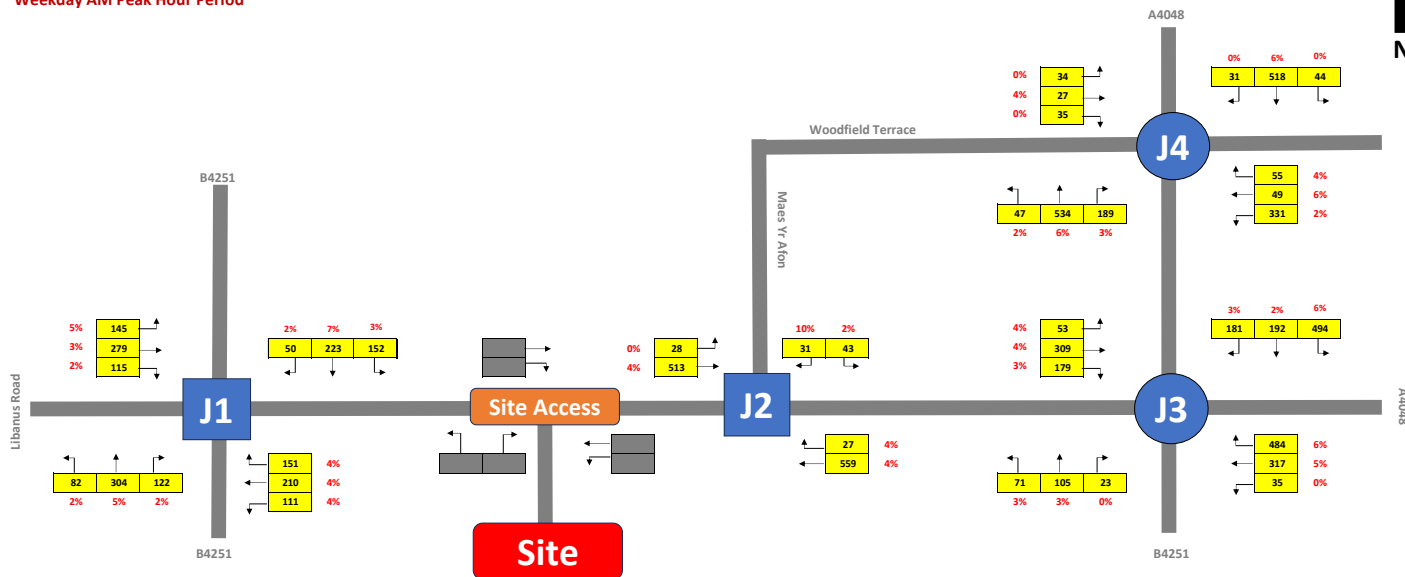 Weekday AM Peak Hour Period
A4048
N
0% 6% 0%
31 518 44
0% 34
4% 27
0% 35
Woodfield Terrace
J4
55 4%
49 6%
331 2%
47 534 189
2% 6% 3%
B4251
Maes Yr Afon
5% 145
3% 279
2% 115
2% 7% 3%
50 223 152
0% 28
4% 513
10% 2%
31 43
4% 53
4% 309
3% 179
3% 2% 6%
181 192 494
Libanus Road
J1
Site Access
J2
J3
A4048
82 304 122
2% 5% 2%
151 4%
210 4%
111 4%
27 4%
559 4%
71 105 23
3% 3% 0%
484 6%
317 5%
35 0%
B4251
Site
B4251